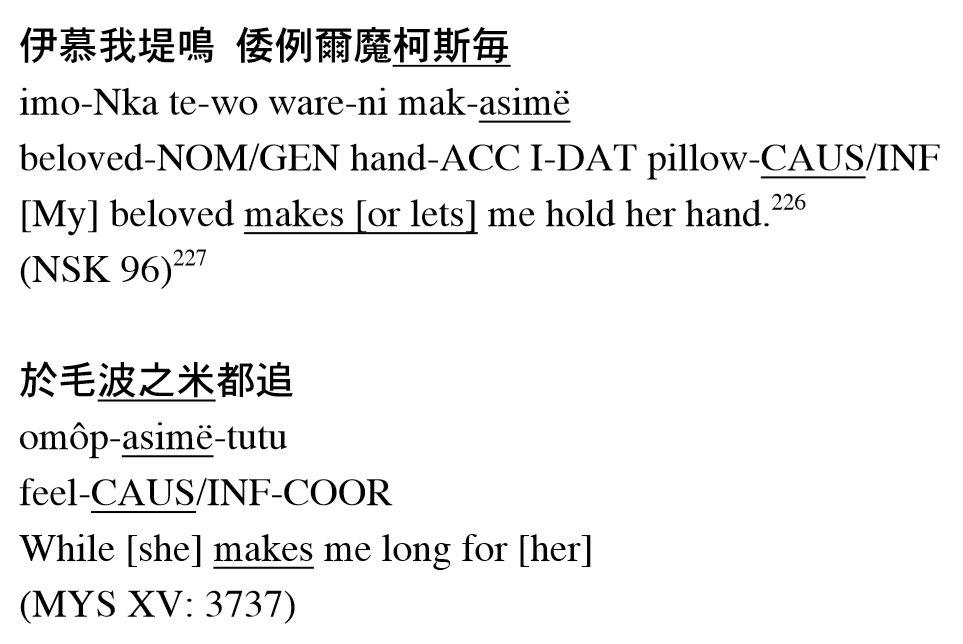 伊慕我堤鳴 倭例爾魔柯斯毎
imo-Nka te-wo ware-ni mak-asimë
beloved-NOM/GEN hand-ACC I-DAT pillow-CAUS/INF
[My] beloved makes [or lets] me hold her hand.226
(NSK 96)227
於毛波之米都追
omôp-asimë-tutu
feel-CAUS/INF-COOR
While [she] makes me long for [her]
(MYS XV: 3737)